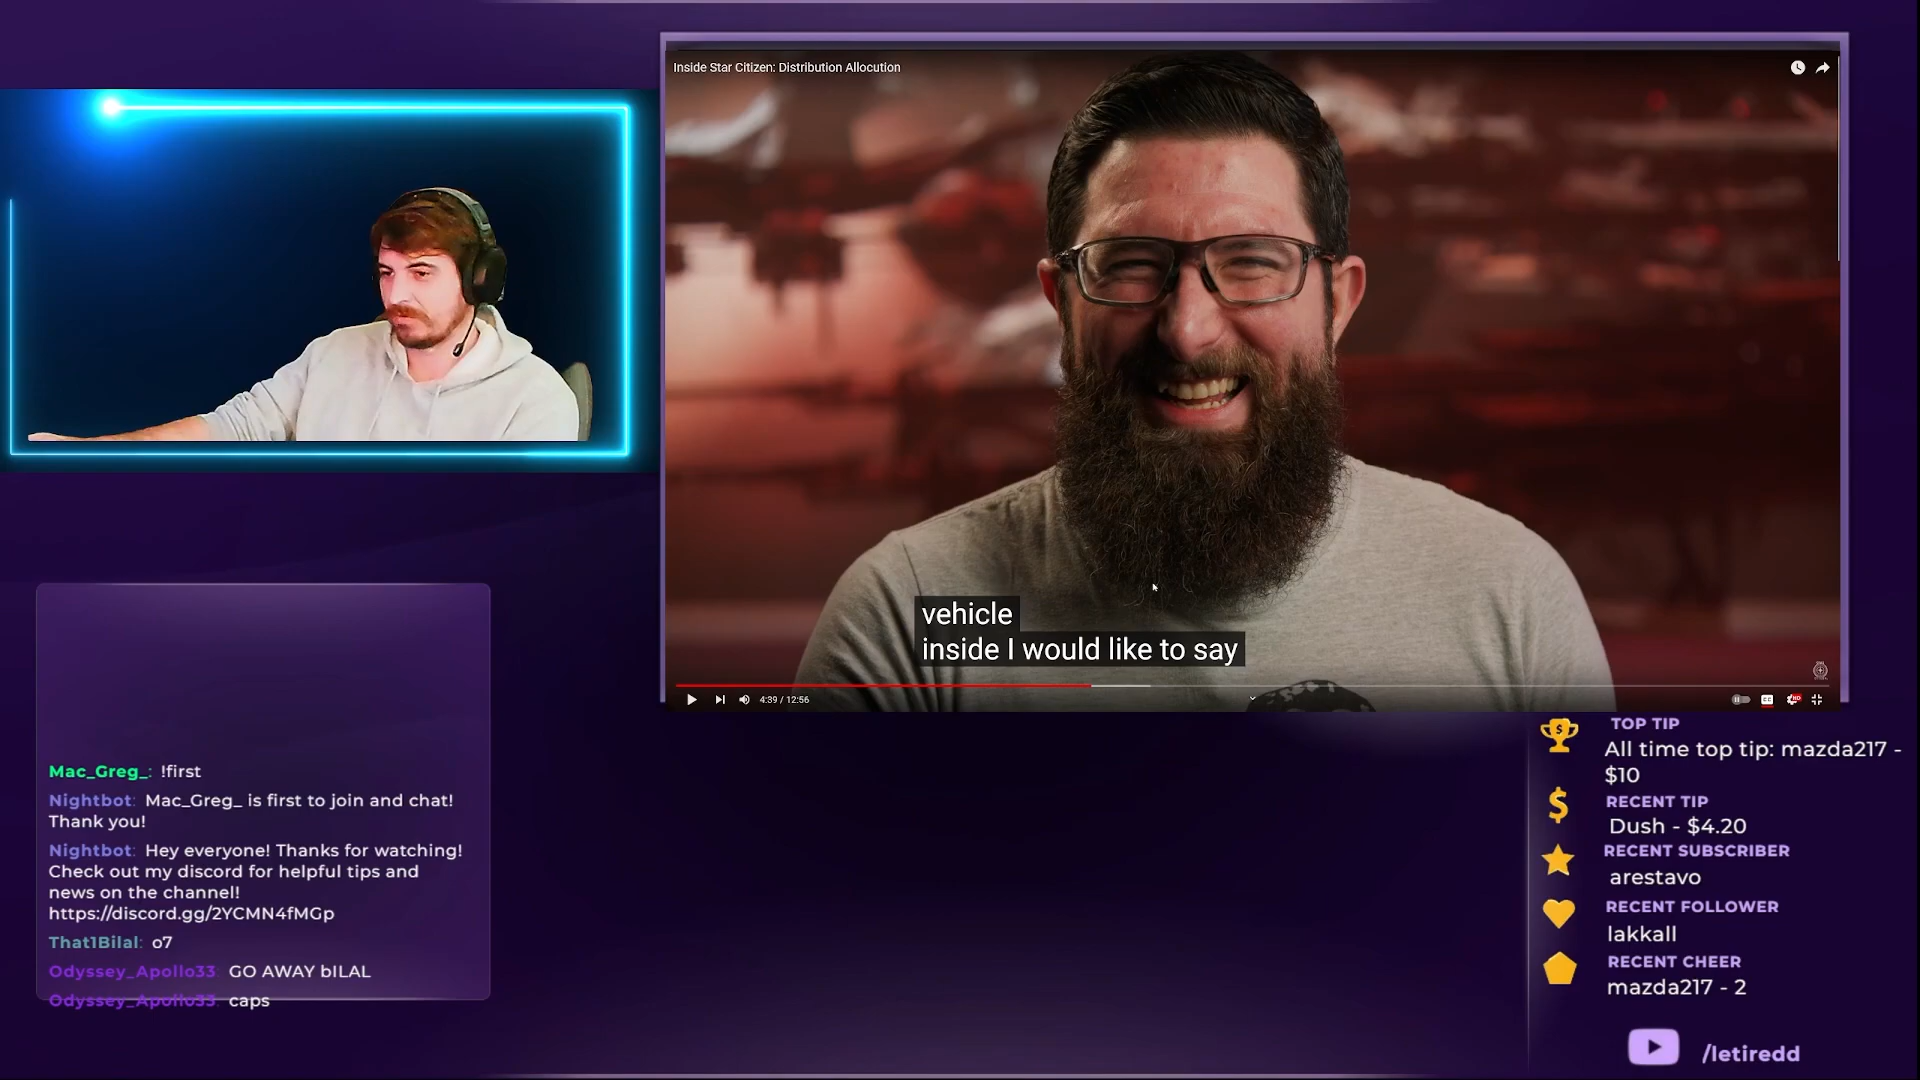 Inside Star Citizen: Distribution Allocution
vehicle
inside I would like to say
4:39 / 12:56
CC
HD
Mac_Greg_: !first
Nightbot: Mac_Greg_ is first to join and chat!
Thank you!
Nightbot: Hey everyone! Thanks for watching!
Check out my discord for helpful tips and
news on the channel!
https://discord.gg/2YCMN4fMGp
That1Bilal: o7
Odyssey_Apollo33: GO AWAY bILAL
Odyssey_Apollo33: caps
TOP TIP
All time top tip: mazda217 -
$10
RECENT TIP
Dush - $4.20
RECENT SUBSCRIBER
arestavo
RECENT FOLLOWER
lakkall
RECENT CHEER
mazda217 - 2
/letiredd